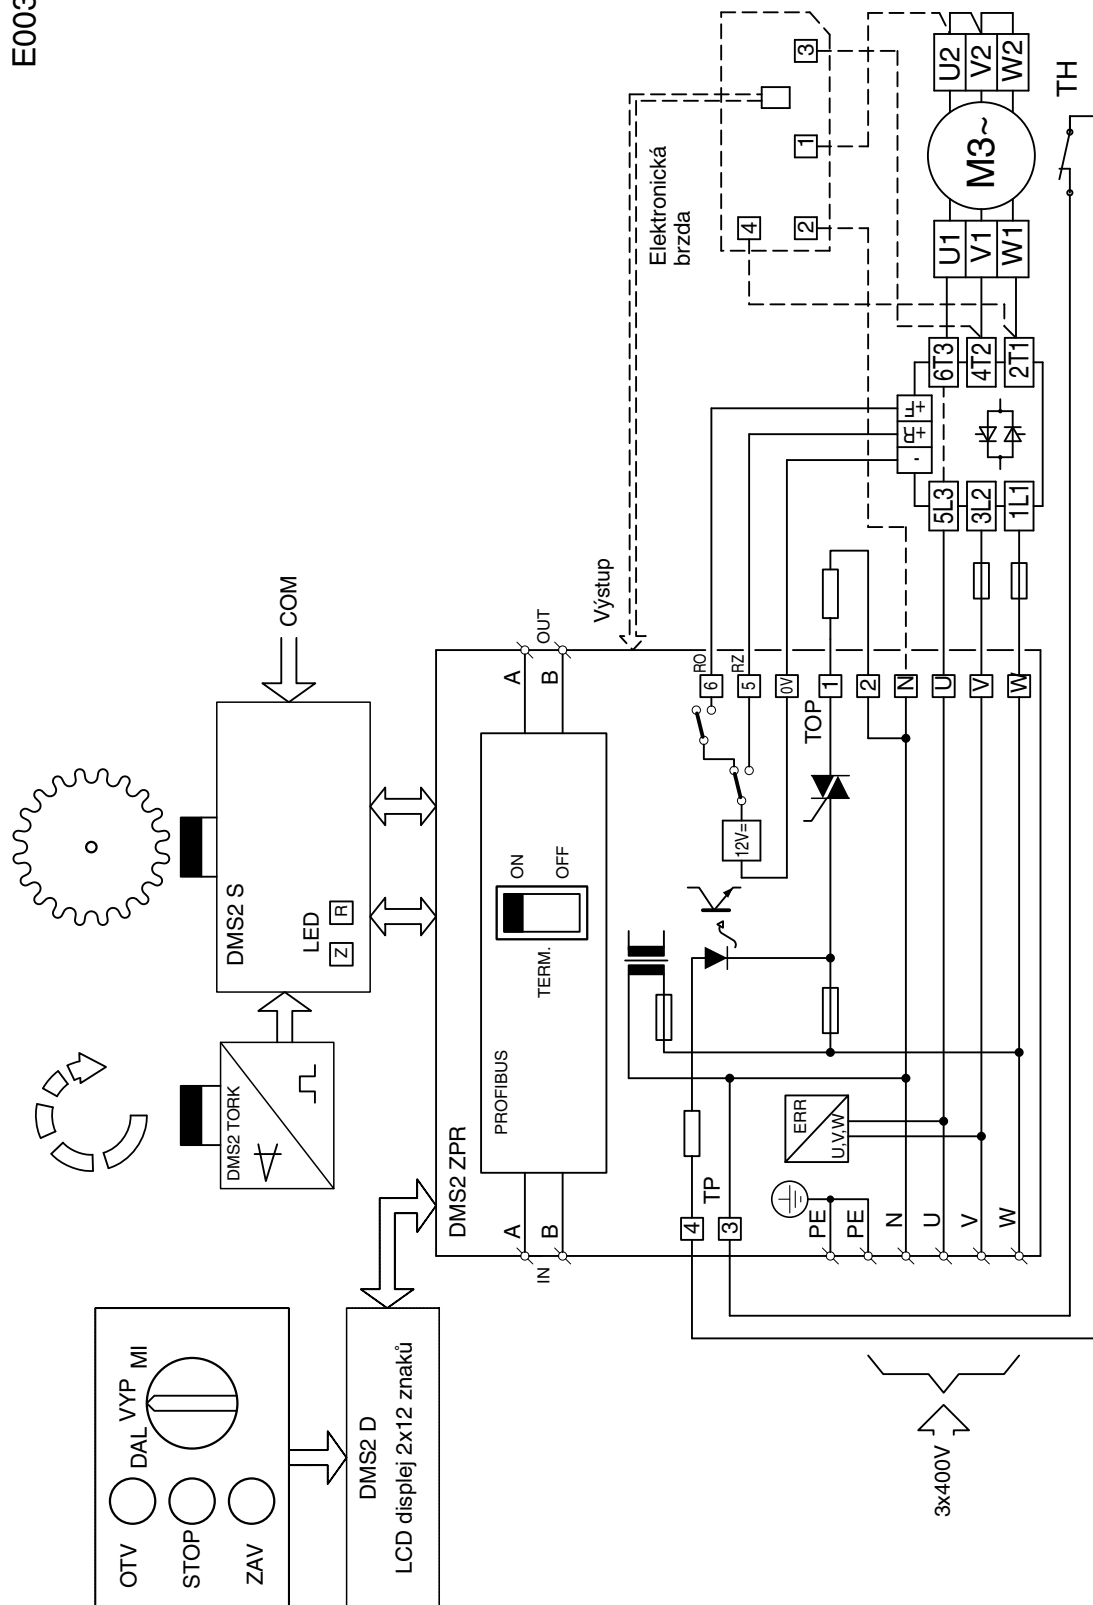 E003
OTV
STOP
ZAV
DAL
VYP
MI
DMS2 D
LCD displej 2x12 znaků
DMS2 TORK
DMS2 S
LED
Z
R
COM
DMS2 ZPR
IN
A
B
PROFIBUS
TERM.
ON
OFF
A
B
OUT
Výstup
Elektronická
brzda
4
2
1
3
4
3
TP
ERR
U,V,W
12V=
TOP
6
RO
5
RZ
0V
1
2
N
U
V
W
PE
PE
N
U
V
W
3x400V
-
+R
+F
5L3
3L2
1L1
6T3
4T2
2T1
U1
V1
W1
M3~
U2
V2
W2
TH